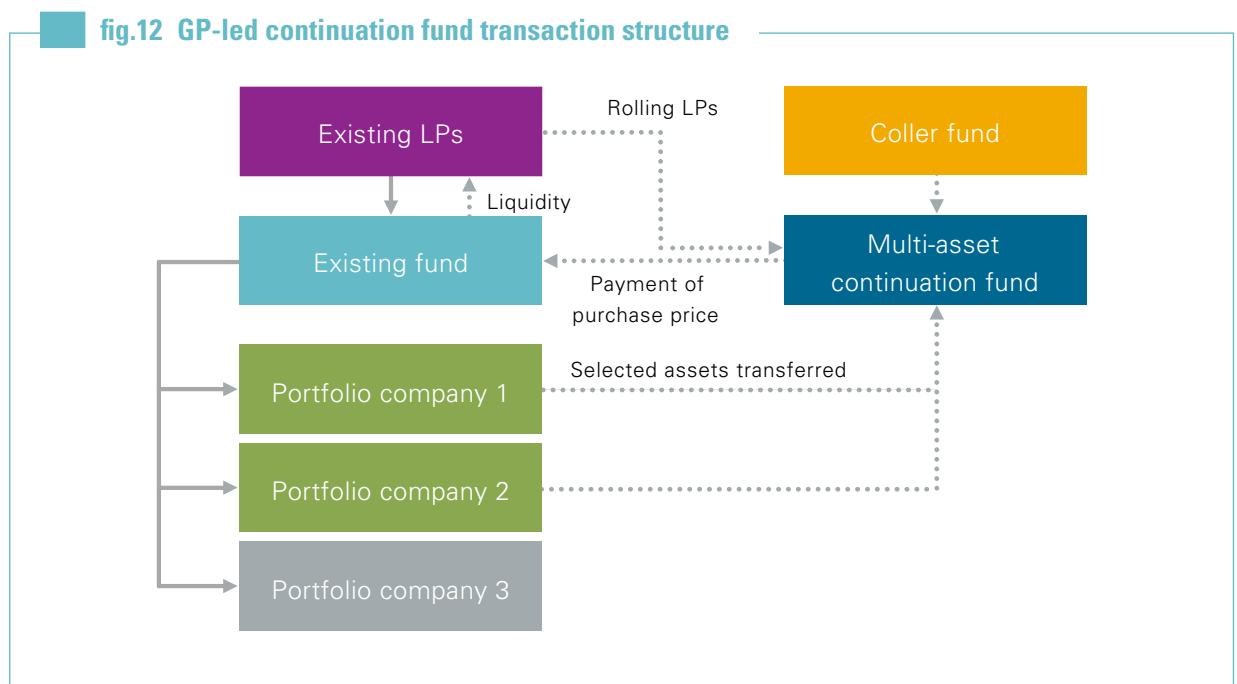 fig.12 GP-led continuation fund transaction structure
Existing LPs
Rolling LPs
Coller fund
Liquidity
Existing fund
Multi-asset
continuation fund
Payment of
purchase price
Portfolio company 1
Selected assets transferred
Portfolio company 2
Portfolio company 3